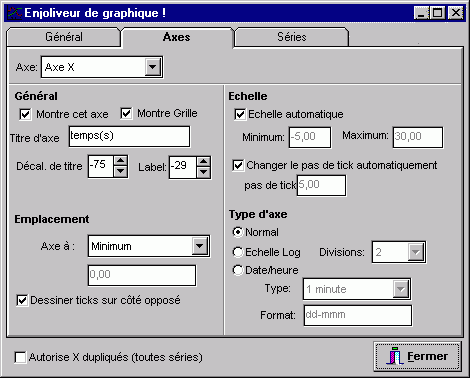 Enjoliveur de graphique !
Général Axes Séries
Axe: Axe X
Général
Montre cet axe Montre Grille
Titre d'axe temps(s)
Décal. de titre -75 Label: -29
Emplacement
Axe à : Minimum
0,00
Dessiner ticks sur côté opposé
Echelle
Echelle automatique
Minimum: -5,00 Maximum: 30,00
Changer le pas de tick automatiquement
pas de tick 5,00
Type d'axe
Normal
Echelle Log Divisions: 2
Date/heure
Type: 1 minute
Format: dd-mmm
Autorise X dupliqués (toutes séries)
Fermer